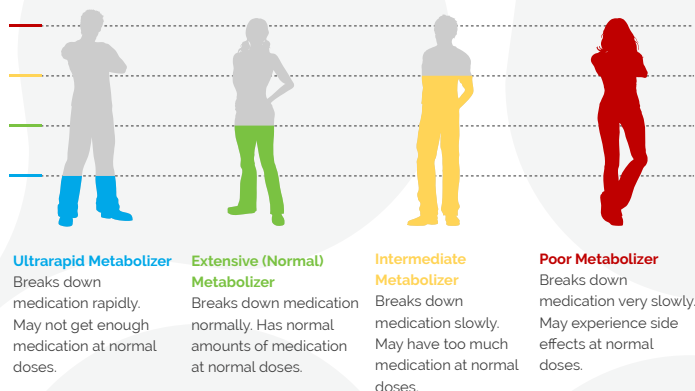 Ultrarapid Metabolizer
Breaks down
medication rapidly.
May not get enough
medication at normal
doses.
Extensive (Normal)
Metabolizer
Breaks down medication
normally. Has normal
amounts of medication
at normal doses.
Intermediate
Metabolizer
Breaks down
medication slowly.
May have too much
medication at normal
doses.
Poor Metabolizer
Breaks down
medication very slowly.
May experience side
effects at normal
doses.